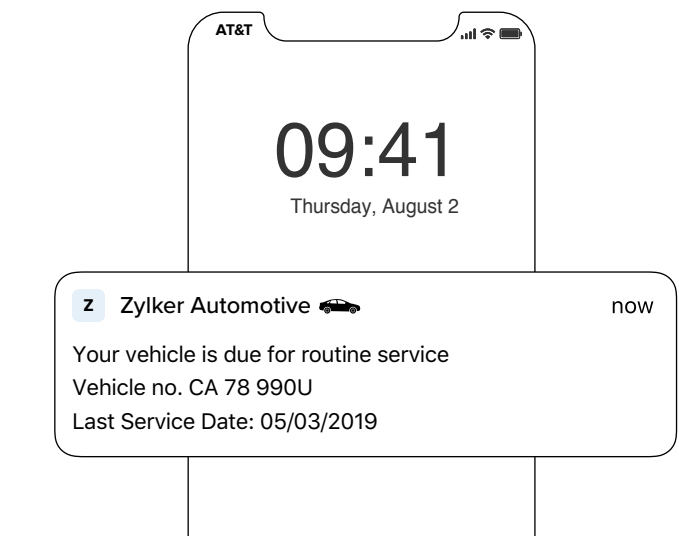 AT&T
09:41
Thursday, August 2
Z Zylker Automotive now
Your vehicle is due for routine service
Vehicle no. CA 78 990U
Last Service Date: 05/03/2019